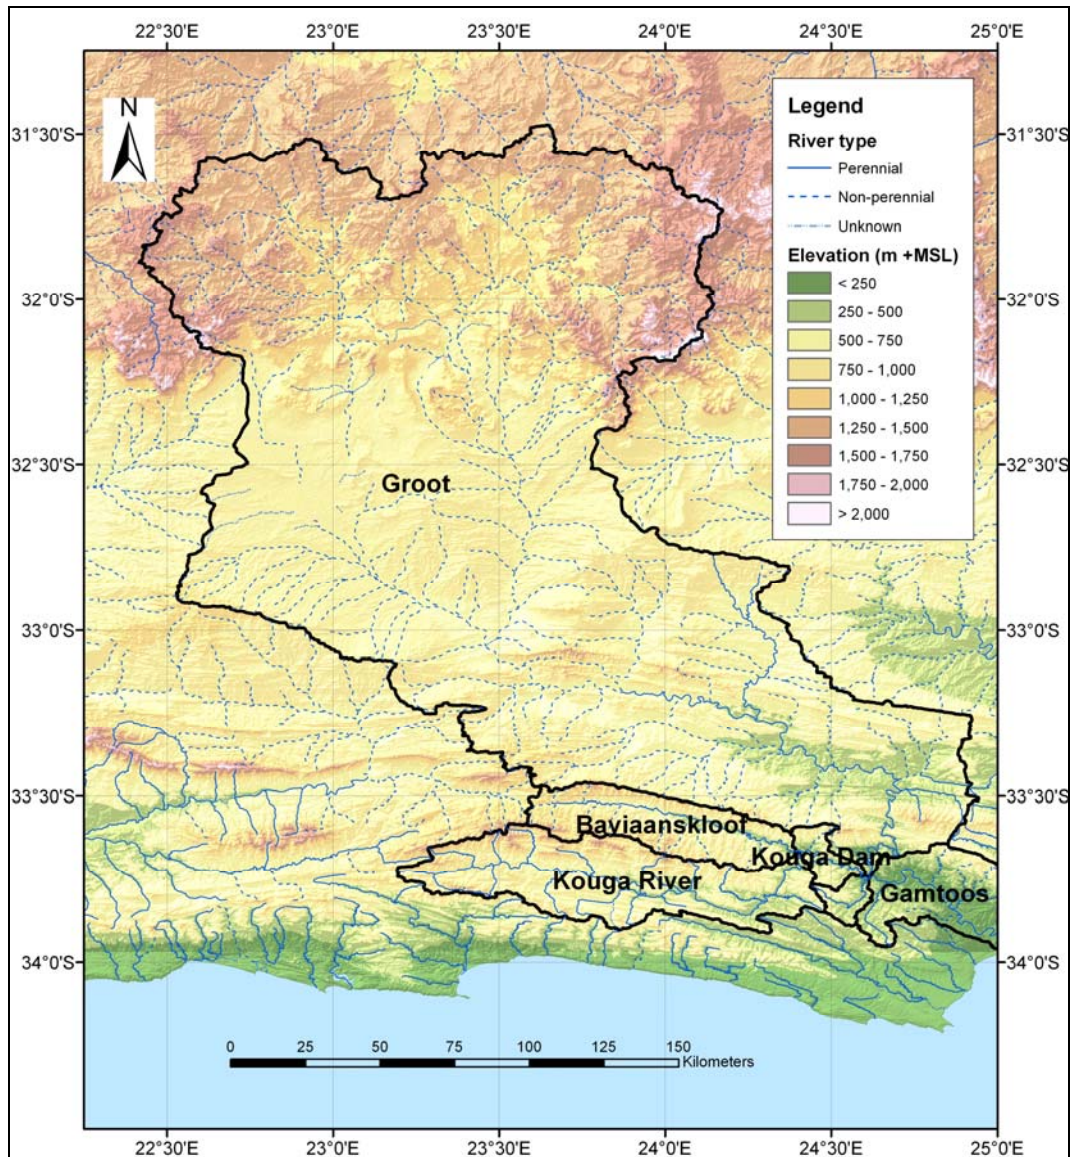 22°30'E 23°0'E 23°30'E 24°0'E 24°30'E 25°0'E
N
Legend
River type
Perennial
Non-perennial
Unknown
Elevation (m +MSL)
< 250
250 - 500
500 - 750
750 - 1,000
1,000 - 1,250
1,250 - 1,500
1,500 - 1,750
1,750 - 2,000
> 2,000
31°30'S 31°30'S
32°0'S 32°0'S
32°30'S 32°30'S
Groot
33°0'S 33°0'S
33°30'S 33°30'S
Baviaanskloof
Kouga Dam
Kouga River
Gamtoos
34°0'S 34°0'S
0 25 50 75 100 125 150
Kilometers
22°30'E 23°0'E 23°30'E 24°0'E 24°30'E 25°0'E